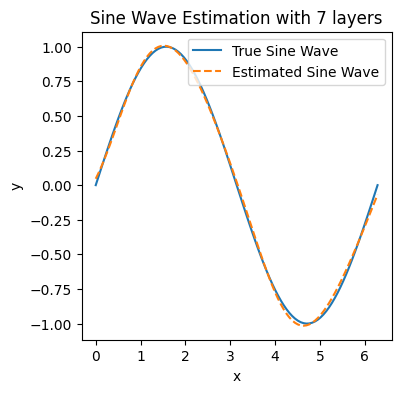 Sine Wave Estimation with 7 layers
True Sine Wave
Estimated Sine Wave
1.00
0.75
0.50
0.25
0.00
−0.25
−0.50
−0.75
−1.00
y
0 1 2 3 4 5 6
x